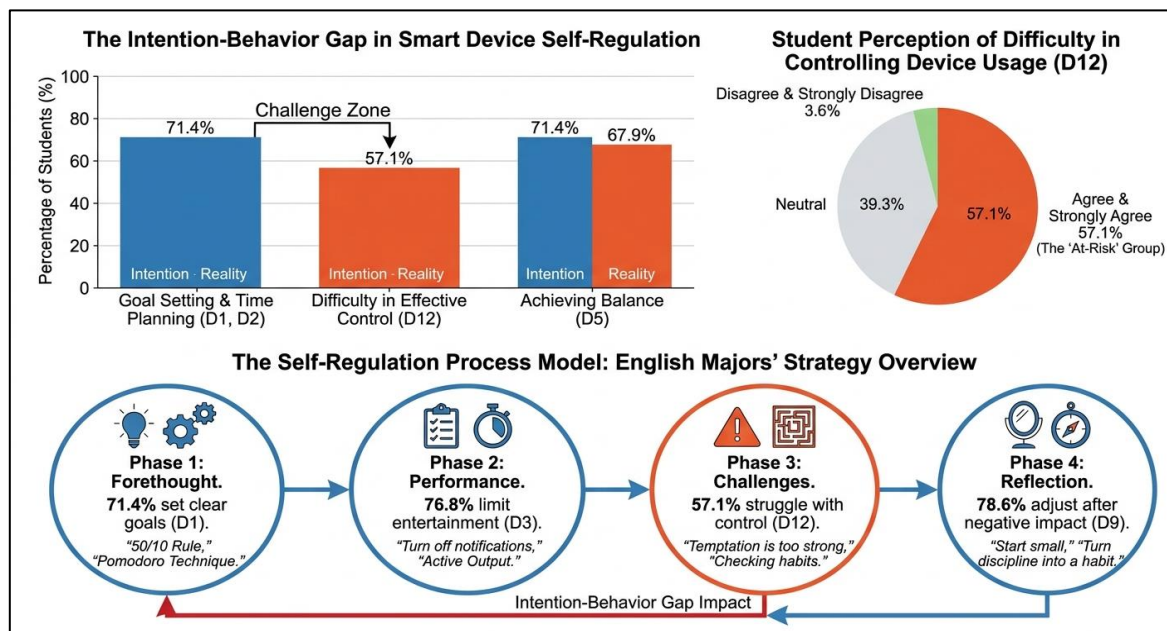 The Intention-Behavior Gap in Smart Device Self-Regulation
Percentage of Students (%)
100
80
60
40
20
0
71.4%
Challenge Zone
57.1%
71.4%
67.9%
Intention - Reality
Intention - Reality
Intention
Reality
Goal Setting & Time
Planning (D1, D2)
Difficulty in Effective
Control (D12)
Achieving Balance
(D5)
Student Perception of Difficulty in
Controlling Device Usage (D12)
Disagree & Strongly Disagree
3.6%
Neutral
39.3%
57.1%
Agree &
Strongly Agree
57.1%
(The 'At-Risk' Group)
The Self-Regulation Process Model: English Majors' Strategy Overview
Phase 1:
Forethought.
71.4% set clear
goals (D1).
"50/10 Rule,"
"Pomodoro Technique."
Phase 2:
Performance.
76.8% limit
entertainment (D3).
"Turn off notifications,"
"Active Output."
Phase 3:
Challenges.
57.1% struggle with
control (D12).
"Temptation is too strong,"
"Checking habits."
Phase 4:
Reflection.
78.6% adjust after
negative impact (D9).
"Start small," "Turn
discipline into a habit."
Intention-Behavior Gap Impact